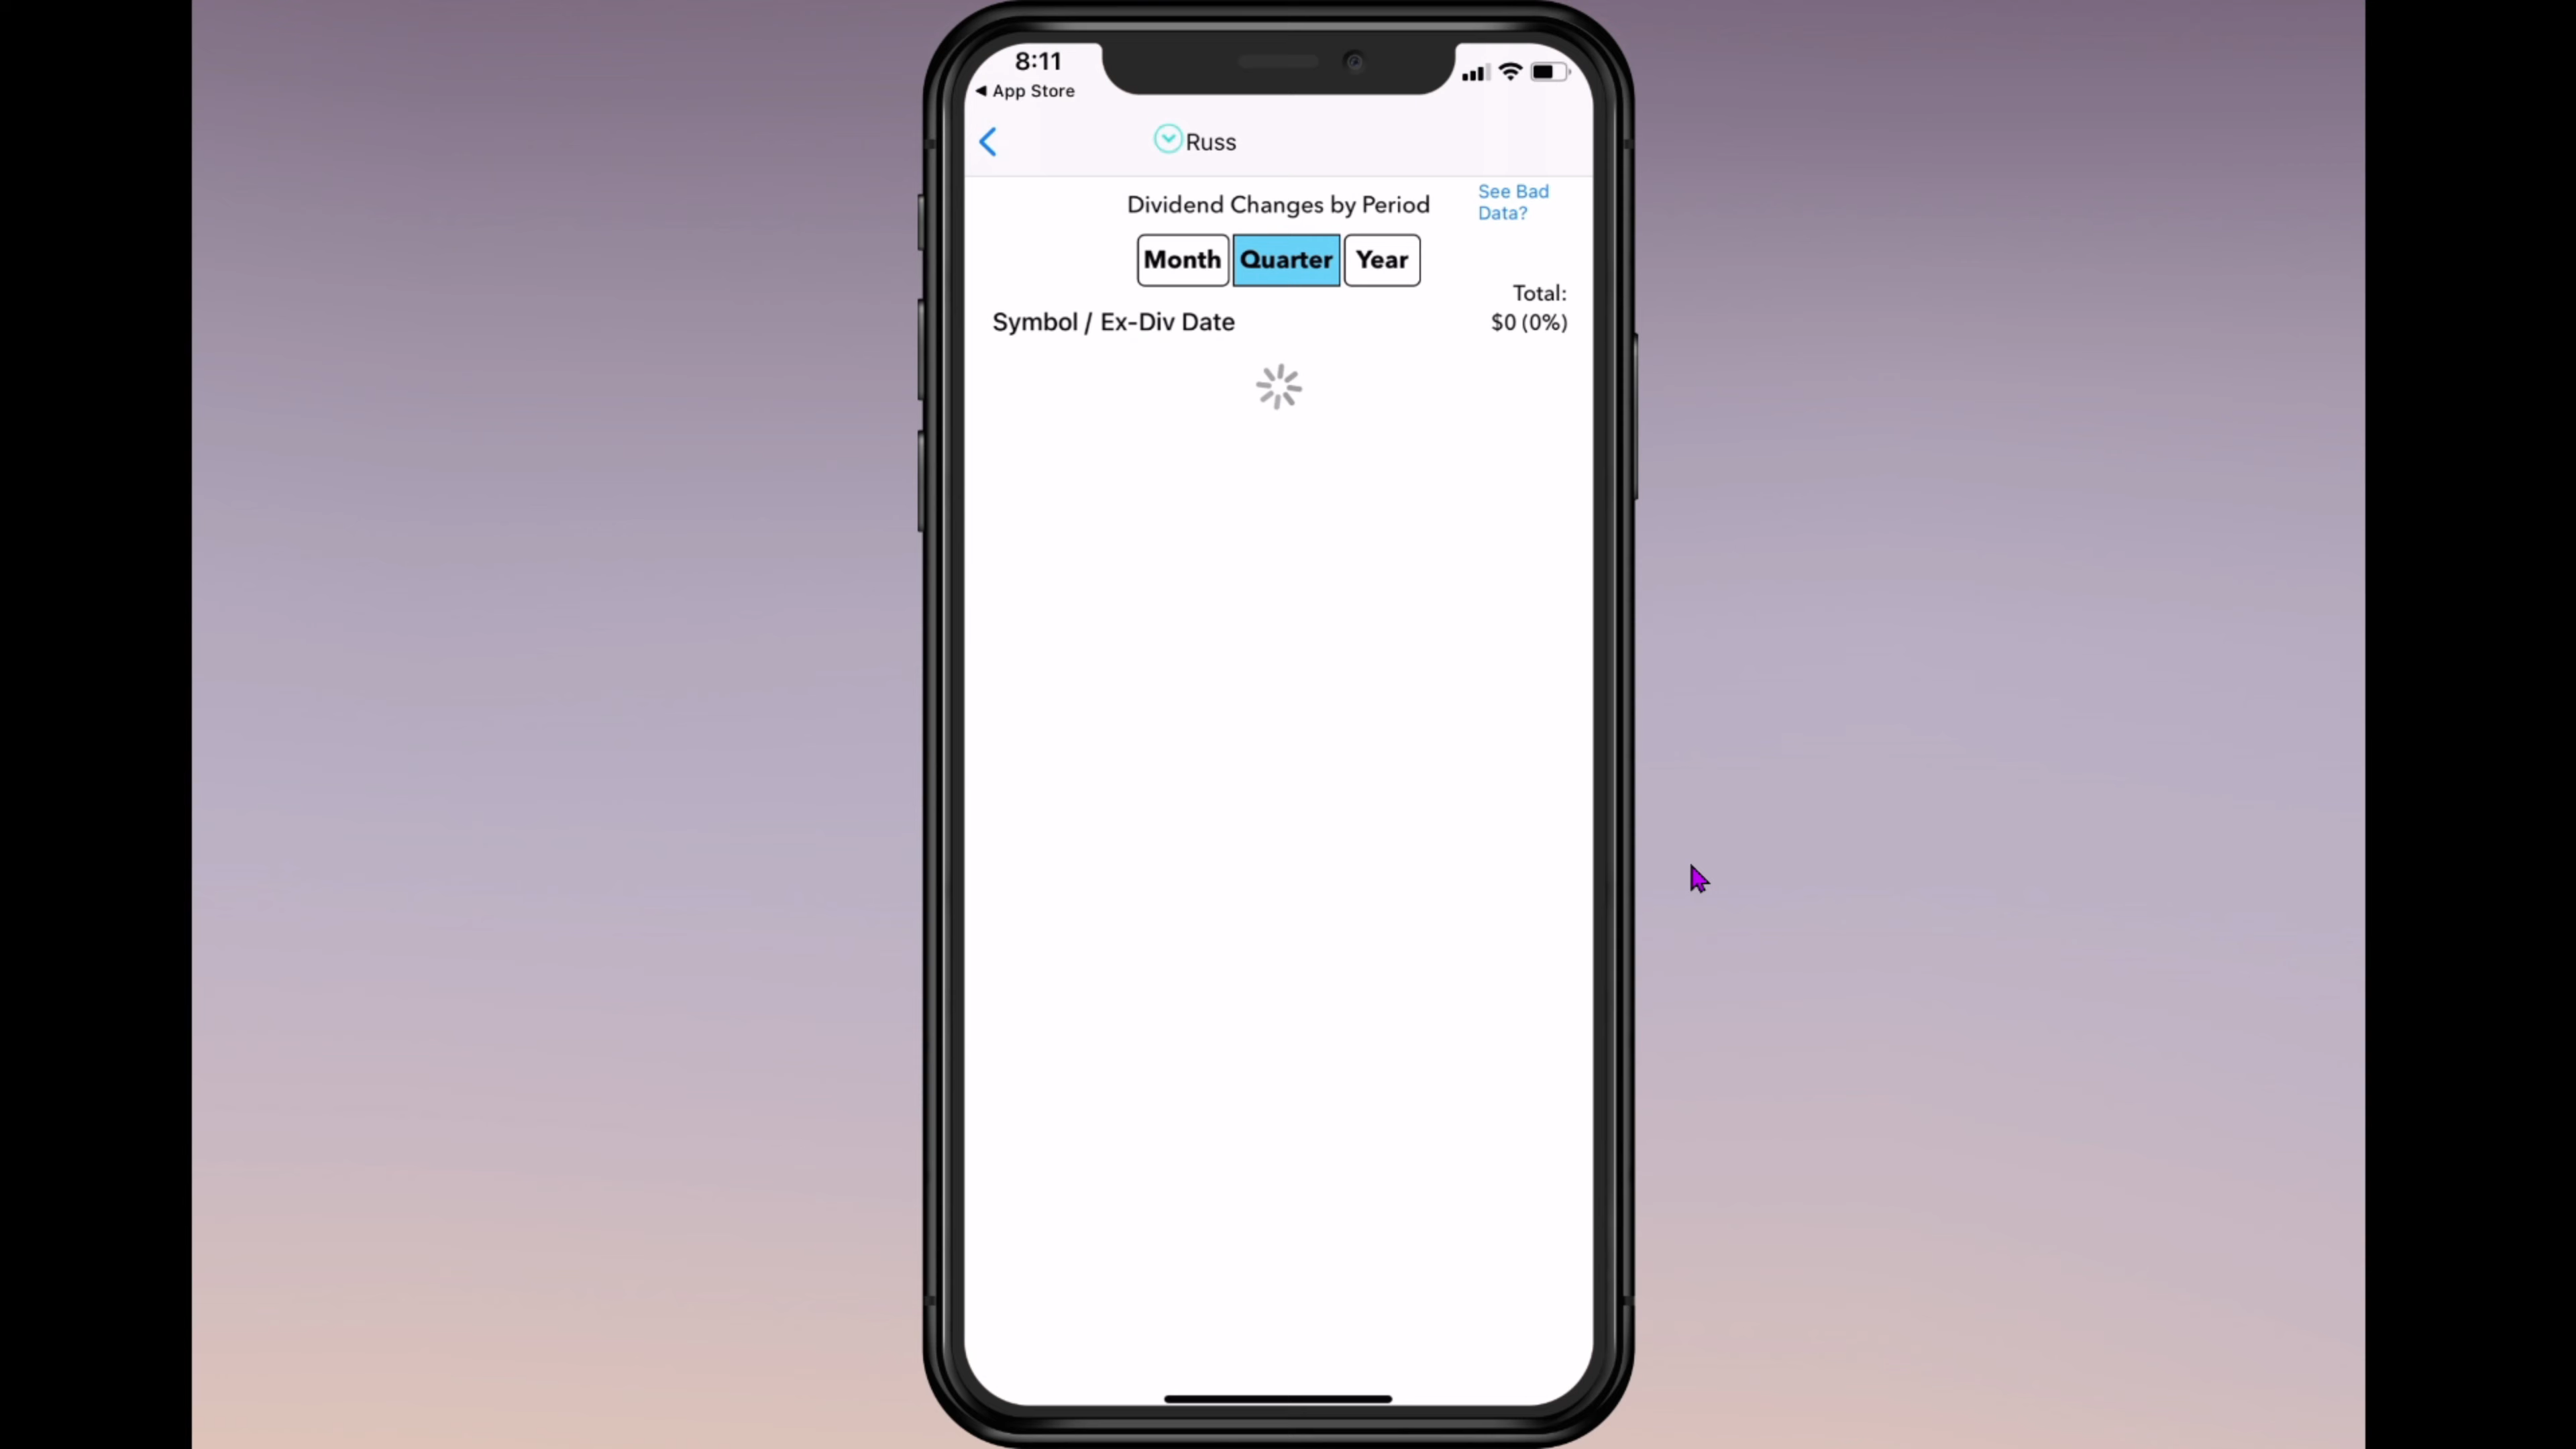 8:11
App Store
Russ
Dividend Changes by Period
See Bad
Data?
Month Quarter Year
Total:
Symbol / Ex-Div Date
$0 (0%)